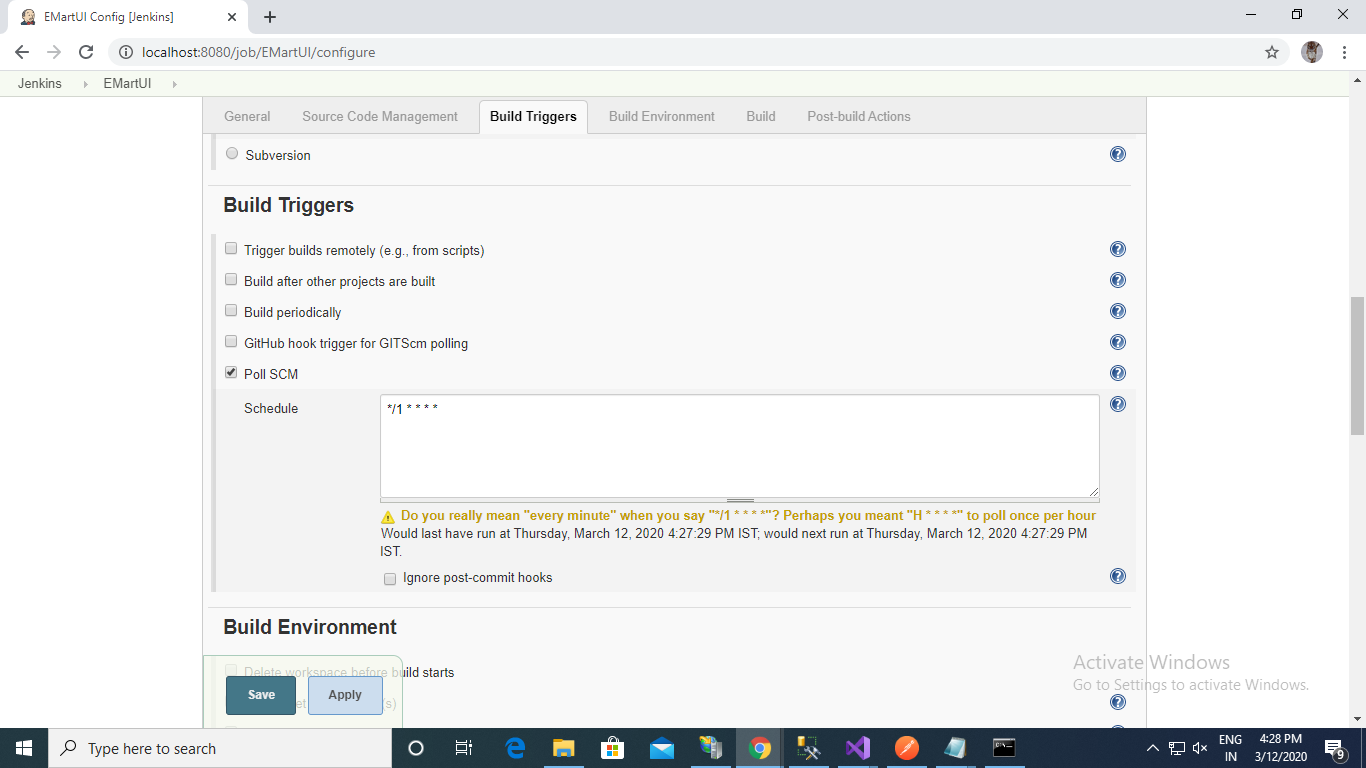 EMartUI Config [Jenkins]
localhost:8080/job/EMartUI/configure
Jenkins EMartUI
General Source Code Management Build Triggers Build Environment Build Post-build Actions
Subversion
Build Triggers
Trigger builds remotely (e.g., from scripts)
Build after other projects are built
Build periodically
GitHub hook trigger for GITScm polling
Poll SCM
Schedule
*/1 * * * *
Do you really mean "every minute" when you say "*/1 * * * *"? Perhaps you meant "H * * * *" to poll once per hour
Would last have run at Thursday, March 12, 2020 4:27:29 PM IST; would next run at Thursday, March 12, 2020 4:27:29 PM
IST.
Ignore post-commit hooks
Build Environment
Delete workspace before build starts
Save Apply
Activate Windows
Go to Settings to activate Windows.
Type here to search
ENG
IN
4:28 PM
3/12/2020
9